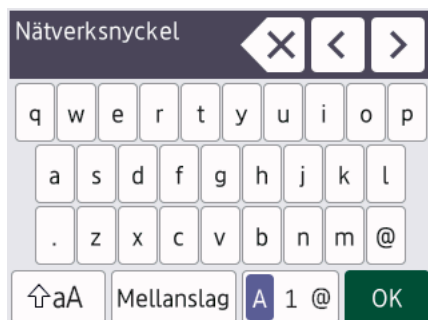 Nätverksnyckel
q w e r t y u i o p
a s d f g h j k l
. z x c v b n m @
aA Mellanslag A 1 @ OK